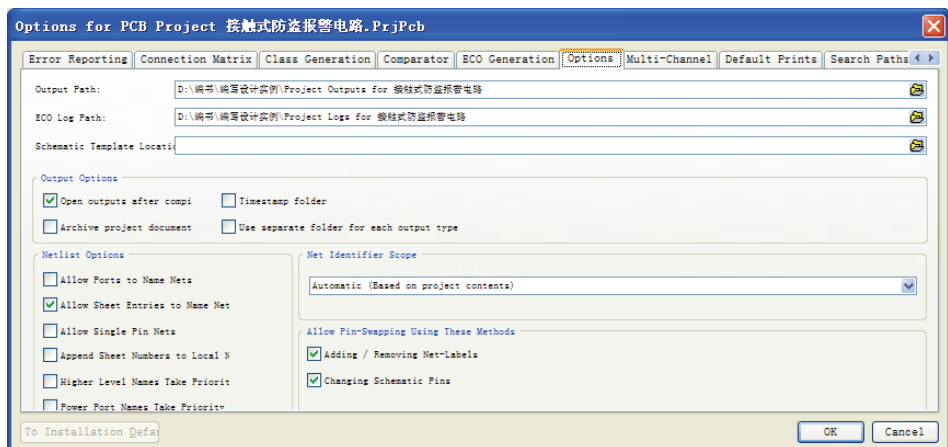 Options for PCB Project 接触式防盗报警电路.PrjPcb
Error Reporting Connection Matrix Class Generation Comparator ECO Generation Options Multi-Channel Default Prints Search Paths
Output Path: D:\编书\编写设计实例\Project Outputs for 接触式防盗报警电路
ECO Log Path: D:\编书\编写设计实例\Project Logs for 接触式防盗报警电路
Schematic Template Locatio
Output Options
Open outputs after compi Timestamp folder
Archive project document Use separate folder for each output type
Netlist Options Net Identifier Scope
Allow Ports to Name Nets
Automatic (Based on project contents)
Allow Sheet Entries to Name Net
Allow Single Pin Nets Allow Pin-Swapping Using These Methods
Append Sheet Numbers to Local N Adding / Removing Net-Labels
Higher Level Names Take Priorit Changing Schematic Pins
Power Port Names Take Priority
To Installation Defau OK Cancel